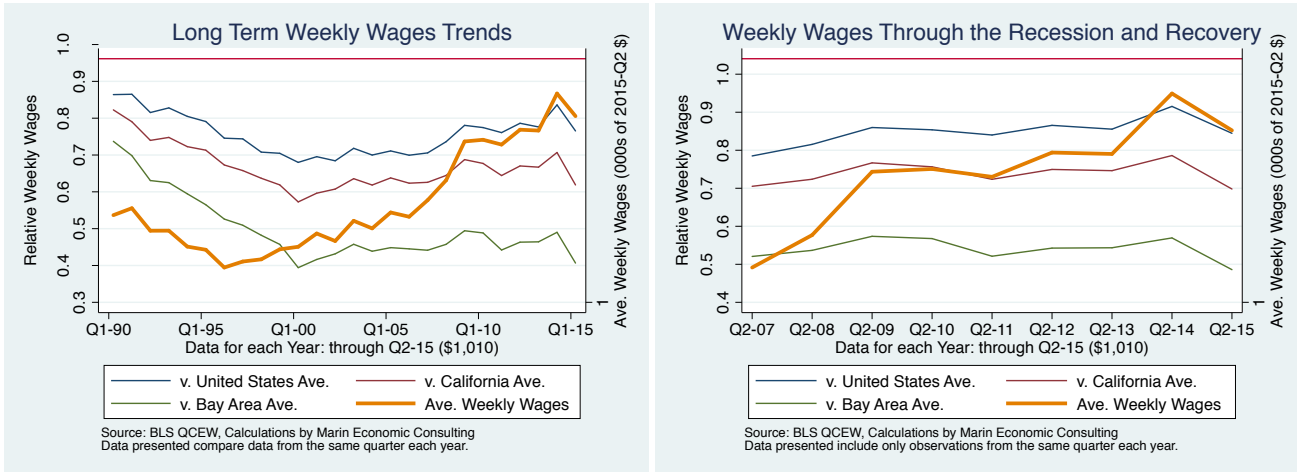 Long Term Weekly Wages Trends
Relative Weekly Wages
1.0
0.9
0.8
0.7
0.6
0.5
0.4
0.3
1
Ave. Weekly Wages (000s of 2015-Q2 $)
Q1-90 Q1-95 Q1-00 Q1-05 Q1-10 Q1-15
Data for each Year: through Q2-15 ($1,010)
v. United States Ave. v. California Ave.
v. Bay Area Ave. Ave. Weekly Wages
Source: BLS QCEW, Calculations by Marin Economic Consulting
Data presented compare data from the same quarter each year.
Weekly Wages Through the Recession and Recovery
Relative Weekly Wages
1.0
0.9
0.8
0.7
0.6
0.5
0.4
1
Ave. Weekly Wages (000s of 2015-Q2 $)
Q2-07 Q2-08 Q2-09 Q2-10 Q2-11 Q2-12 Q2-13 Q2-14 Q2-15
Data for each Year: through Q2-15 ($1,010)
v. United States Ave. v. California Ave.
v. Bay Area Ave. Ave. Weekly Wages
Source: BLS QCEW, Calculations by Marin Economic Consulting
Data presented include only observations from the same quarter each year.